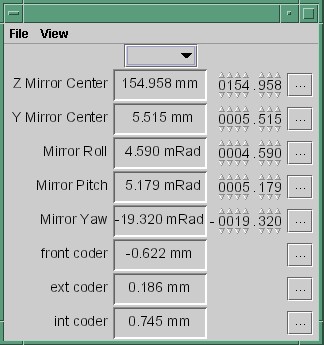 File View
Z Mirror Center 154.958 mm 0154.958 ...
Y Mirror Center 5.515 mm 0005.515 ...
Mirror Roll 4.590 mRad 0004.590 ...
Mirror Pitch 5.179 mRad 0005.179 ...
Mirror Yaw -19.320 mRad -0019.320 ...
front coder -0.622 mm ...
ext coder 0.186 mm ...
int coder 0.745 mm ...